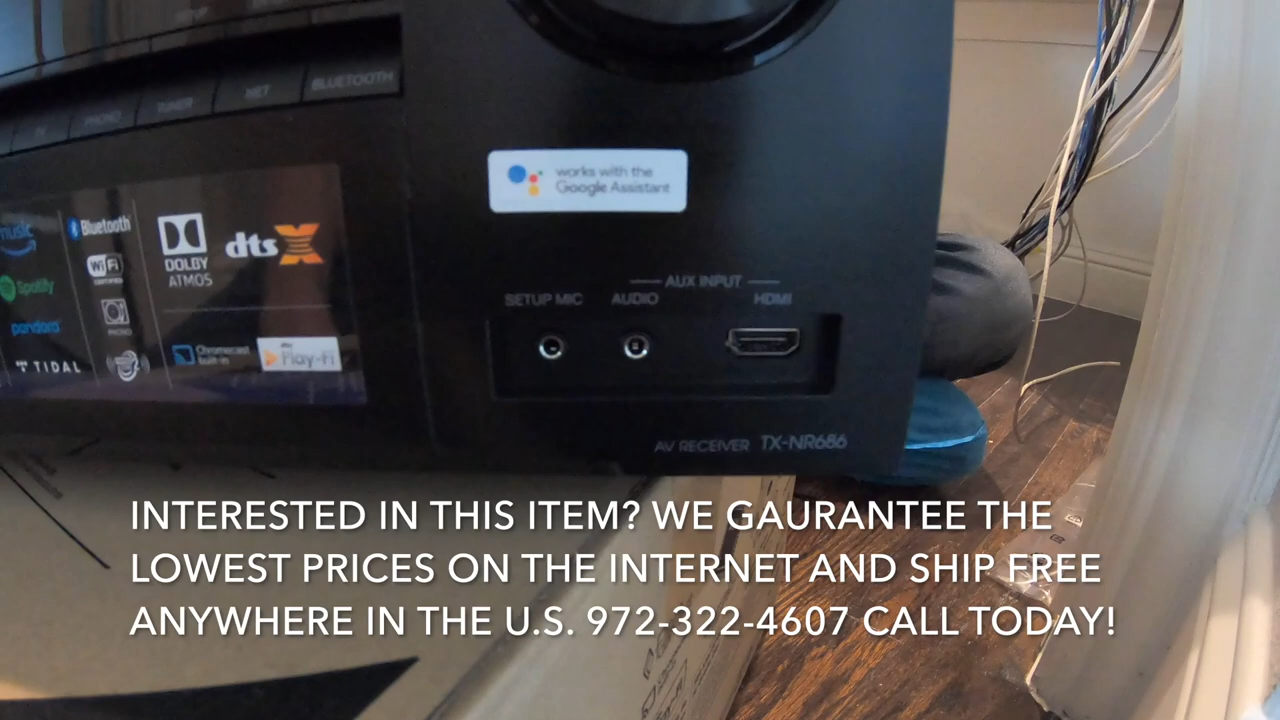 BLUETOOTH
NET
TUNER
PHONO
TV
works with the
Google Assistant
music
Bluetooth
WiFi
CERTIFIED
Spotify
PHONO
pandora
TIDAL
DOLBY
ATMOS
dts X
Chromecast
built-in
dts
Play-Fi
AUX INPUT
SETUP MIC AUDIO HDMI
AV RECEIVER TX-NR686
INTERESTED IN THIS ITEM? WE GAURANTEE THE
LOWEST PRICES ON THE INTERNET AND SHIP FREE
ANYWHERE IN THE U.S. 972-322-4607 CALL TODAY!